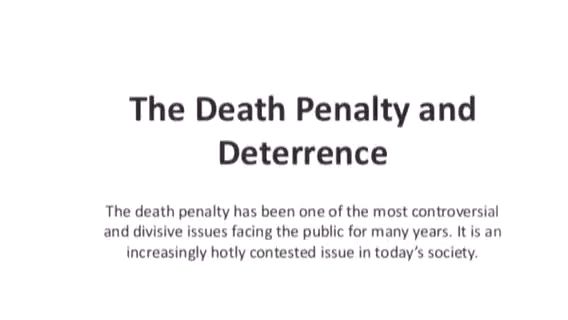 The Death Penalty and
Deterrence
The death penalty has been one of the most controversial
and divisive issues facing the public for many years. It is an
increasingly hotly contested issue in today’s society.